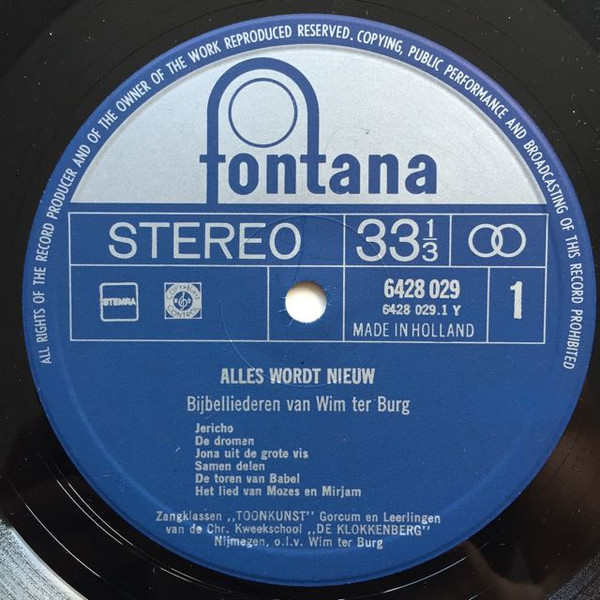 ALL RIGHTS OF THE RECORD PRODUCER AND OF THE OWNER OF THE WORK REPRODUCED RESERVED. COPYING, PUBLIC PERFORMANCE AND BROADCASTING OF THIS RECORD PROHIBITED
fontana
STEREO 33 1/3
STEMRA COPYRIGHT CONTROL 6428 029 1
6428 029.1 Y
MADE IN HOLLAND
ALLES WORDT NIEUW
Bijbelliederen van Wim ter Burg
Jericho
De dromen
Jona uit de grote vis
Samen delen
De toren van Babel
Het lied van Mozes en Mirjam
Zangklassen ,,TOONKUNST" Gorcum en Leerlingen
van de Chr. Kweekschool ,,DE KLOKKENBERG"
Nijmegen, o.l.v. Wim ter Burg